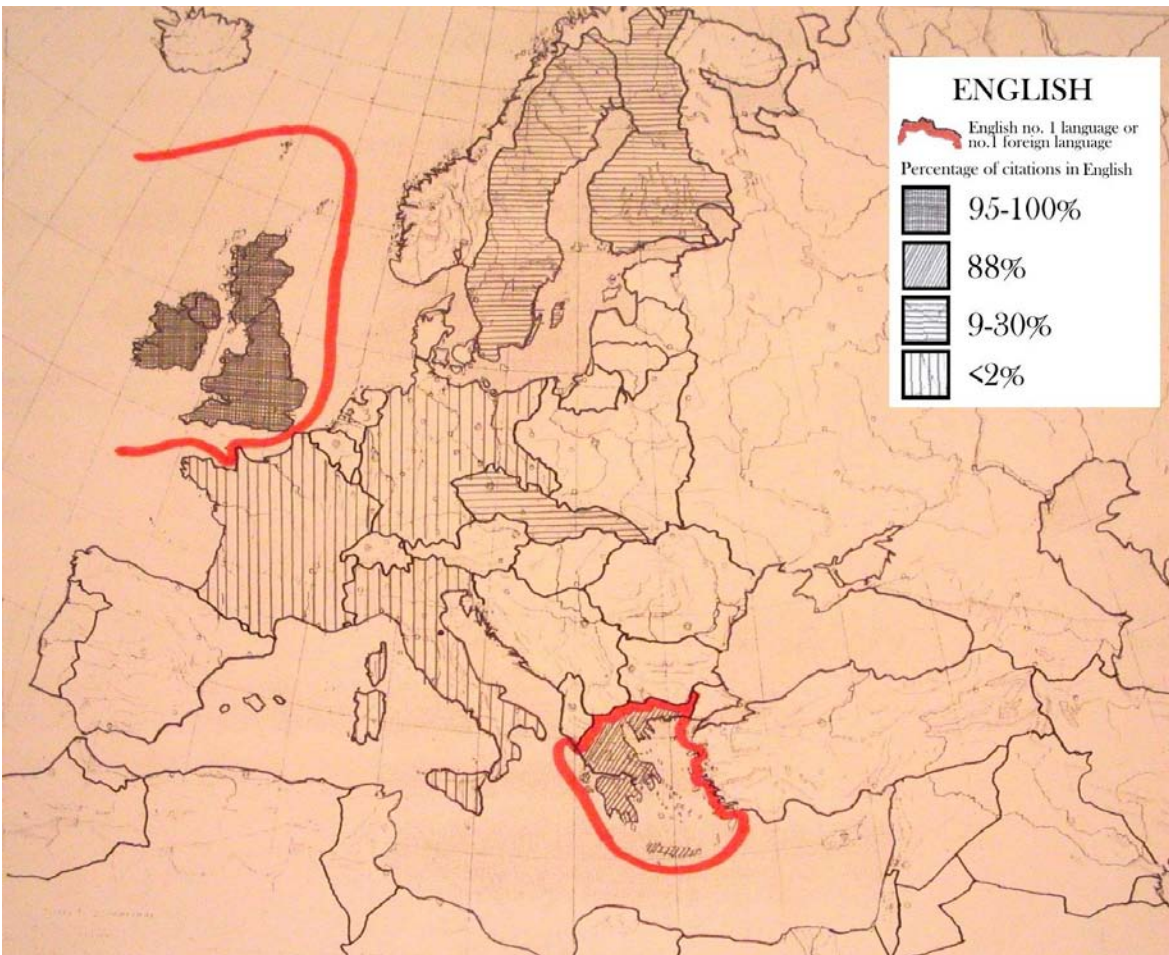 ENGLISH
English no. 1 language or
no.1 foreign language
Percentage of citations in English
95-100%
88%
9-30%
<2%